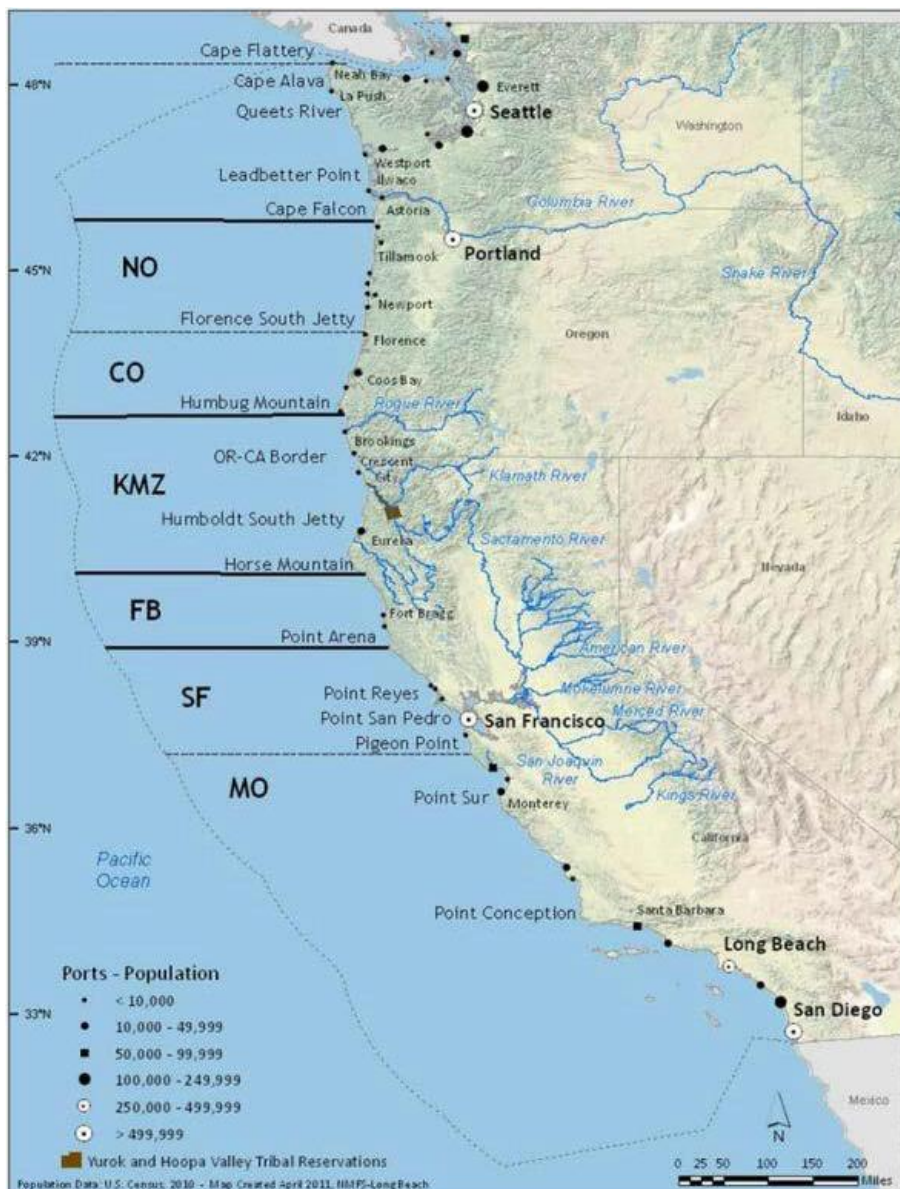 Canada
Cape Flattery
48°N
Cape Alava
Neah Bay
Everett
La Push
Queets River
Seattle
Washington
Westport
Leadbetter Point
Ilwaco
Columbia River
Cape Falcon
Astoria
Portland
Tillamook
45°N
NO
Snake River
Newport
Florence South Jetty
Oregon
Florence
CO
Coos Bay
Humbug Mountain
Rogue River
Idaho
Brookings
42°N
OR-CA Border
Crescent
City
Klamath River
KMZ
Humboldt South Jetty
Eureka
Sacramento River
Horse Mountain
Nevada
FB
Fort Bragg
39°N
Point Arena
American River
SF
Point Reyes
Mokelumne River
Merced River
Point San Pedro
San Francisco
Pigeon Point
San Joaquin
River
MO
Point Sur
Monterey
Kings River
36°N
California
Pacific
Ocean
Point Conception
Santa Barbara
Long Beach
Ports - Population
< 10,000
33°N
San Diego
10,000 - 49,999
50,000 - 99,999
100,000 - 249,999
250,000 - 499,999
Mexico
> 499,999
N
Yurok and Hoopa Valley Tribal Reservations
0 25 50 100 150 200
Miles
Population Data: U.S. Census, 2010 - Map Created April 2011, NMFS-Long Beach